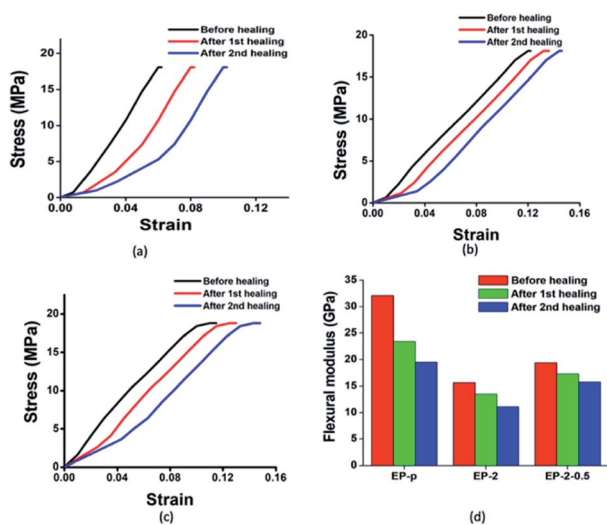 Before healing
After 1st healing
After 2nd healing
Stress (MPa)
20
15
10
5
0
0.00 0.04 0.08 0.12
Strain
(a)
Before healing
After 1st healing
After 2nd healing
Stress (MPa)
20
15
10
5
0
0.00 0.04 0.08 0.12 0.16
Strain
(b)
Before healing
After 1st healing
After 2nd healing
Stress (MPa)
20
15
10
5
0
0.00 0.04 0.08 0.12 0.16
Strain
(c)
Before healing
After 1st healing
After 2nd healing
Flexural modulus (GPa)
35
30
25
20
15
10
5
0
EP-p EP-2 EP-2-0.5
(d)